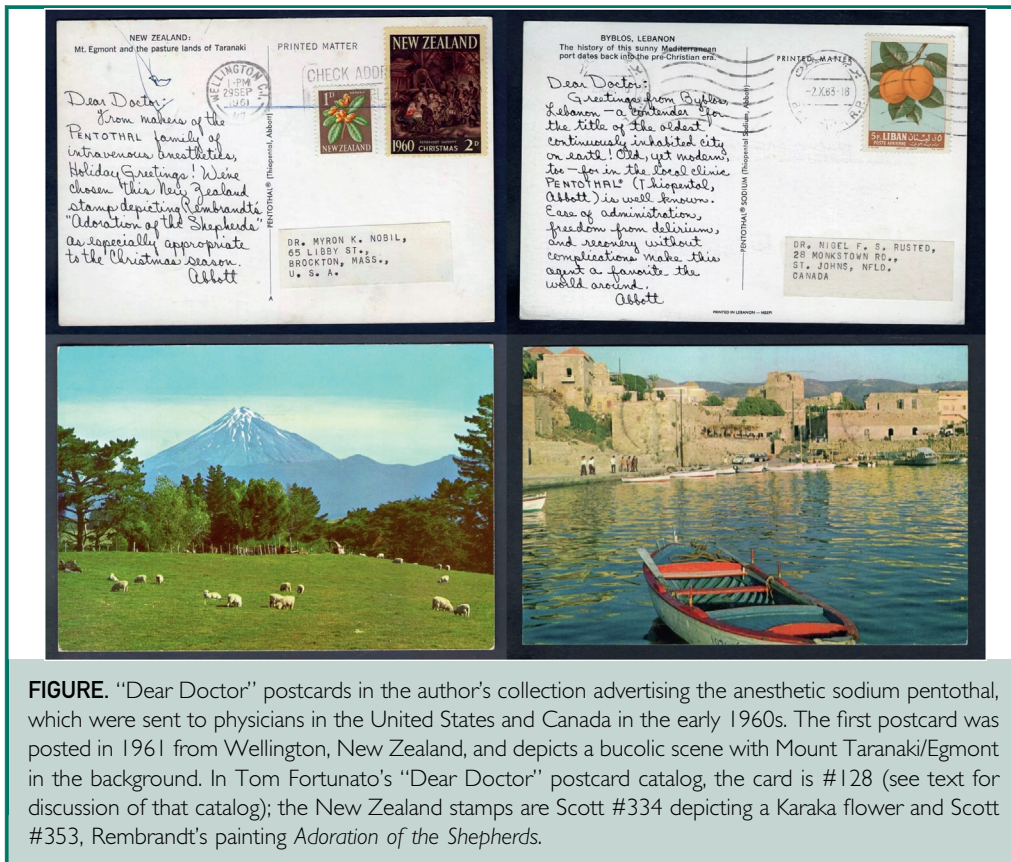 NEW ZEALAND:
Mt. Egmont and the pasture lands of Taranaki
PRINTED MATTER
WELLINGTON C.1
1-PM
29 SEP
1961
CHECK ADDR
1D
NEW ZEALAND
NEW ZEALAND
1960 CHRISTMAS 2D
Dear Doctor:
From makers of the
PENTOTHAL family of
intravenous anesthetics,
Holiday Greetings! We've
chosen this New Zealand
stamp depicting Rembrandt's
"Adoration of the Shepherds"
as especially appropriate
to the Christmas season.
Abbott
PENTOTHAL® (Thiopental, Abbott)
A
DR. MYRON K. NOBIL,
65 LIBBY ST.,
BROCKTON, MASS.,
U. S. A.
BYBLOS, LEBANON
The history of this sunny Mediterranean
port dates back into the pre-Christian era.
PRINTED MATTER
-2.X63-18
5P. LIBAN
POSTE AERIENNE
Dear Doctor:
Greetings from Byblos,
Lebanon — a contender for
the title of the oldest
continuously inhabited city
on earth! Old, yet modern,
too — for in the local clinic
PENTOTHAL® (Thiopental,
Abbott) is well known.
Ease of administration,
freedom from delirium,
and recovery without
complications make this
agent a favorite the
world around.
Abbott
PENTOTHAL® SODIUM (Thiopental Sodium, Abbott)
DR. NIGEL F. S. RUSTED,
28 MONKSTOWN RD.,
ST. JOHNS, NFLD.
CANADA
PRINTED IN LEBANON —
FIGURE. "Dear Doctor" postcards in the author's collection advertising the anesthetic sodium pentothal,
which were sent to physicians in the United States and Canada in the early 1960s. The first postcard was
posted in 1961 from Wellington, New Zealand, and depicts a bucolic scene with Mount Taranaki/Egmont
in the background. In Tom Fortunato's "Dear Doctor" postcard catalog, the card is #128 (see text for
discussion of that catalog); the New Zealand stamps are Scott #334 depicting a Karaka flower and Scott
#353, Rembrandt's painting Adoration of the Shepherds.